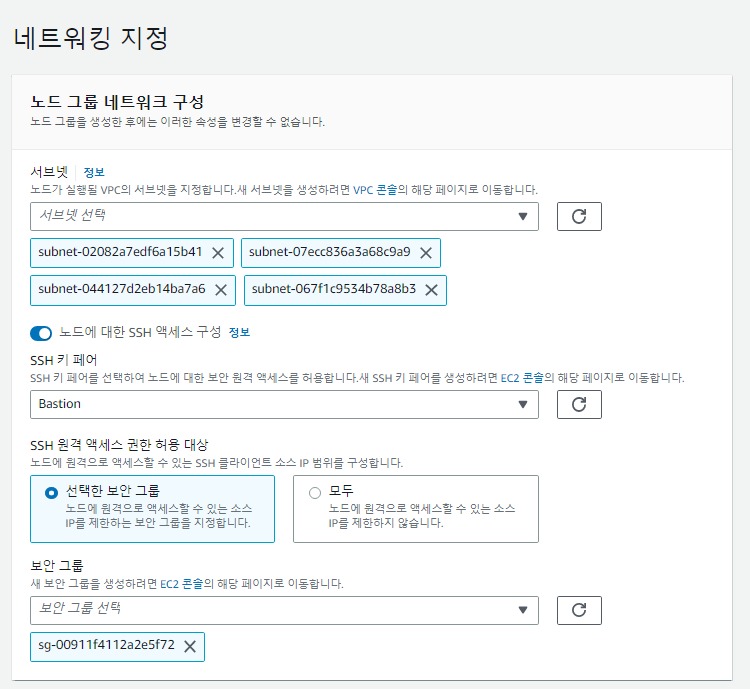 네트워킹 지정
노드 그룹 네트워크 구성
노드 그룹을 생성한 후에는 이러한 속성을 변경할 수 없습니다.
서브넷 정보
노드가 실행될 VPC의 서브넷을 지정합니다.새 서브넷을 생성하려면 VPC 콘솔의 해당 페이지로 이동합니다.
서브넷 선택
subnet-02082a7edf6a15b41 subnet-07ecc836a3a68c9a9
subnet-044127d2eb14ba7a6 subnet-067f1c9534b78a8b3
노드에 대한 SSH 액세스 구성 정보
SSH 키 페어
SSH 키 페어를 선택하여 노드에 대한 보안 원격 액세스를 허용합니다.새 SSH 키 페어를 생성하려면 EC2 콘솔의 해당 페이지로 이동합니다.
Bastion
SSH 원격 액세스 권한 허용 대상
노드에 원격으로 액세스할 수 있는 SSH 클라이언트 소스 IP 범위를 구성합니다.
선택한 보안 그룹
노드에 원격으로 액세스할 수 있는 소스
IP를 제한하는 보안 그룹을 지정합니다.
모두
노드에 원격으로 액세스할 수 있는 소스
IP를 제한하지 않습니다.
보안 그룹
새 보안 그룹을 생성하려면 EC2 콘솔의 해당 페이지로 이동합니다.
보안 그룹 선택
sg-00911f4112a2e5f72